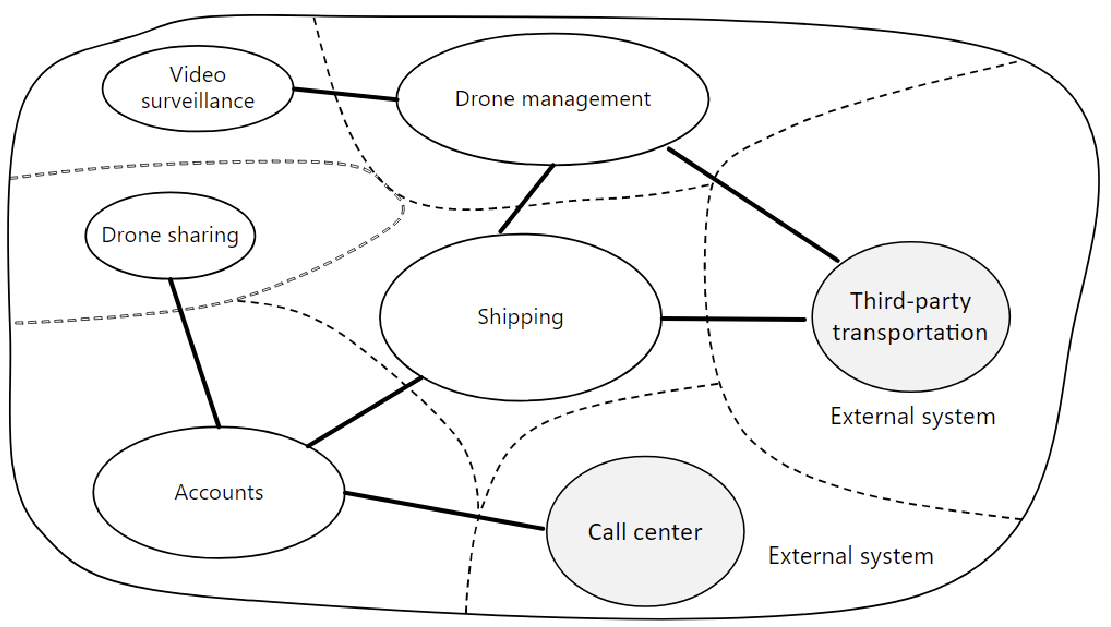 Video
surveillance
Drone management
Drone sharing
Shipping
Third-party
transportation
External system
Accounts
Call center
External system